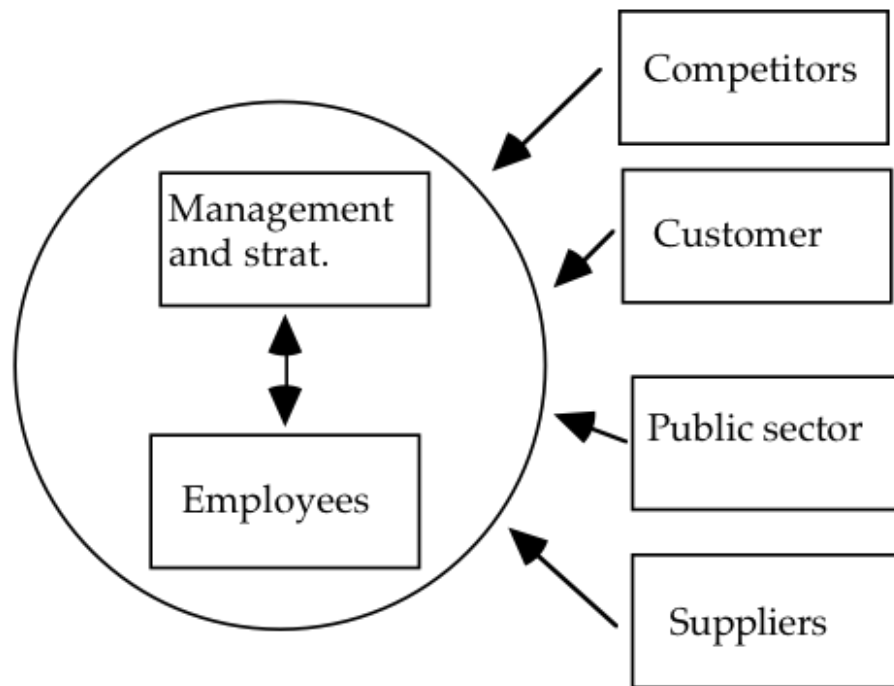 Competitors
Management
and strat.
Customer
Public sector
Employees
Suppliers